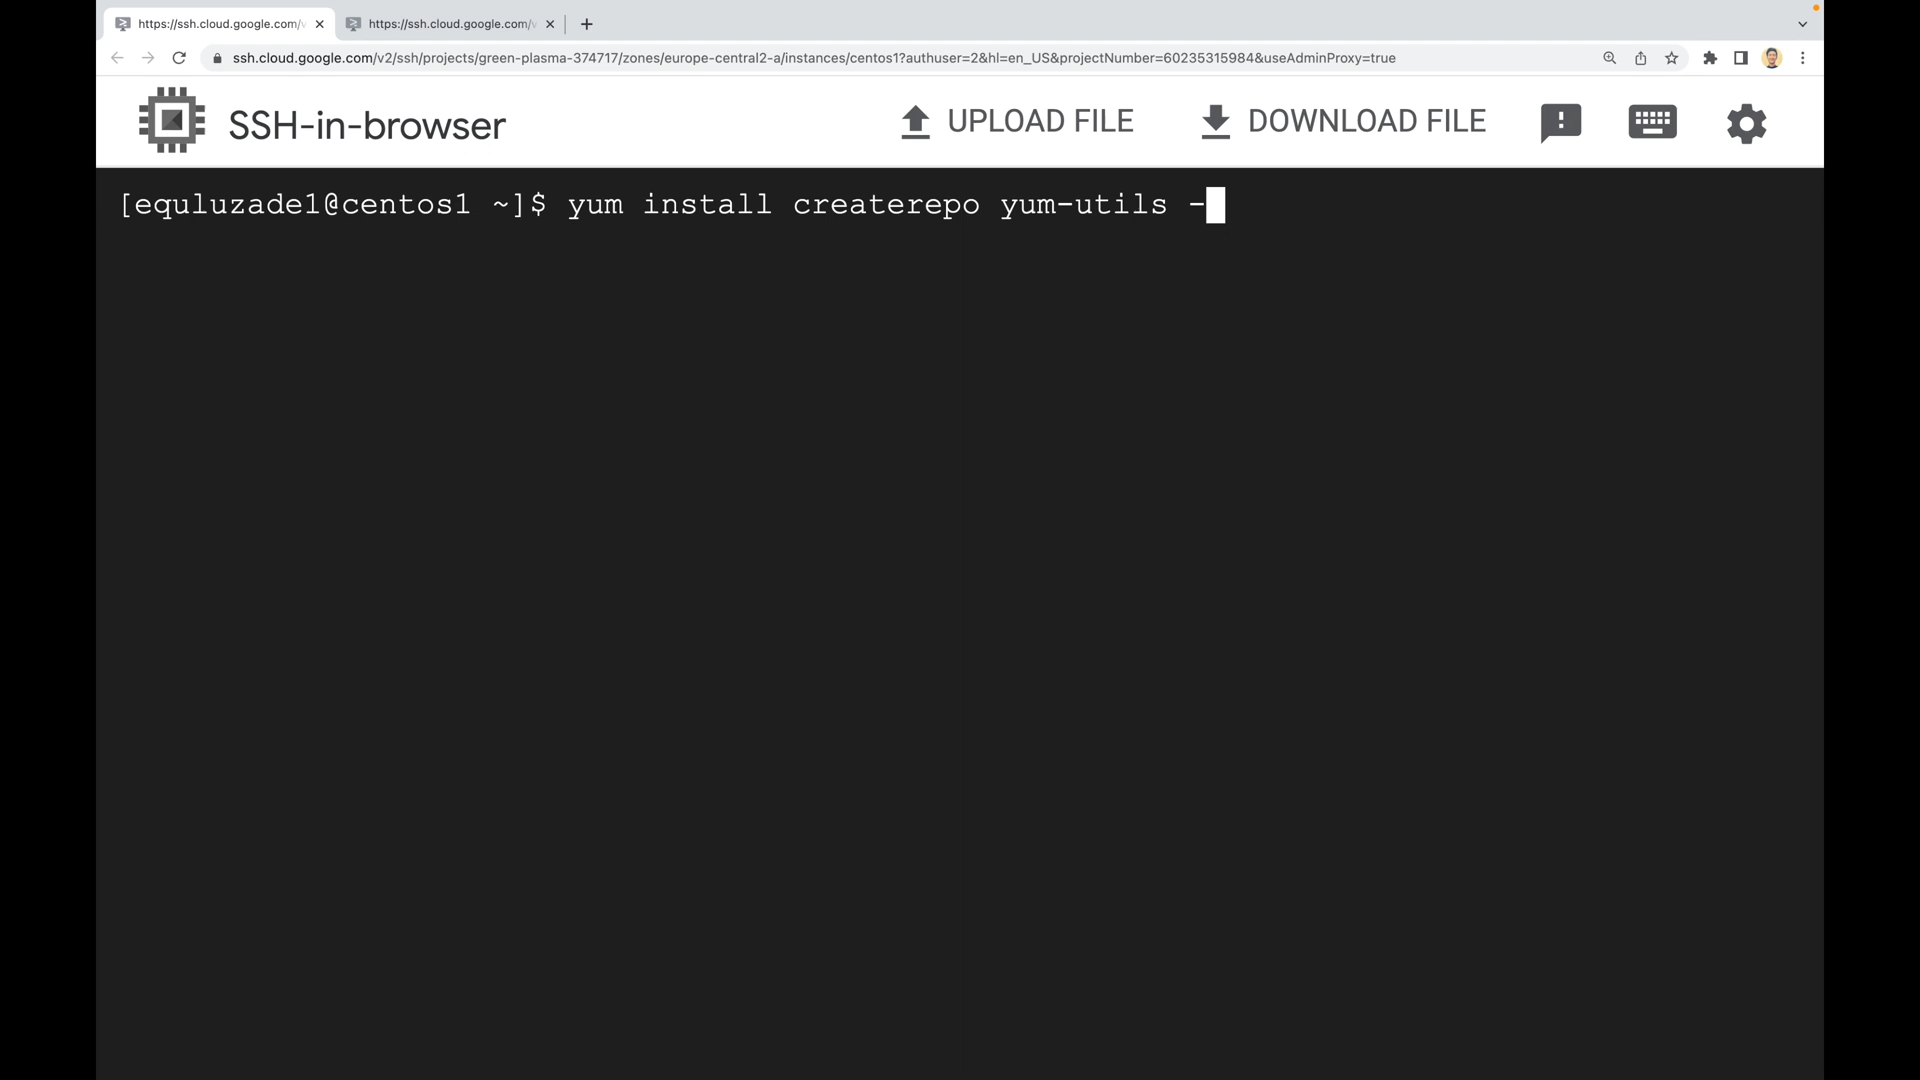 https://ssh.cloud.google.com/
https://ssh.cloud.google.com/
ssh.cloud.google.com/v2/ssh/projects/green-plasma-374717/zones/europe-central2-a/instances/centos1?authuser=2&hl=en_US&projectNumber=60235315984&useAdminProxy=true
SSH-in-browser
UPLOAD FILE
DOWNLOAD FILE
[equluzade1@centos1 ~]$ yum install createrepo yum-utils -